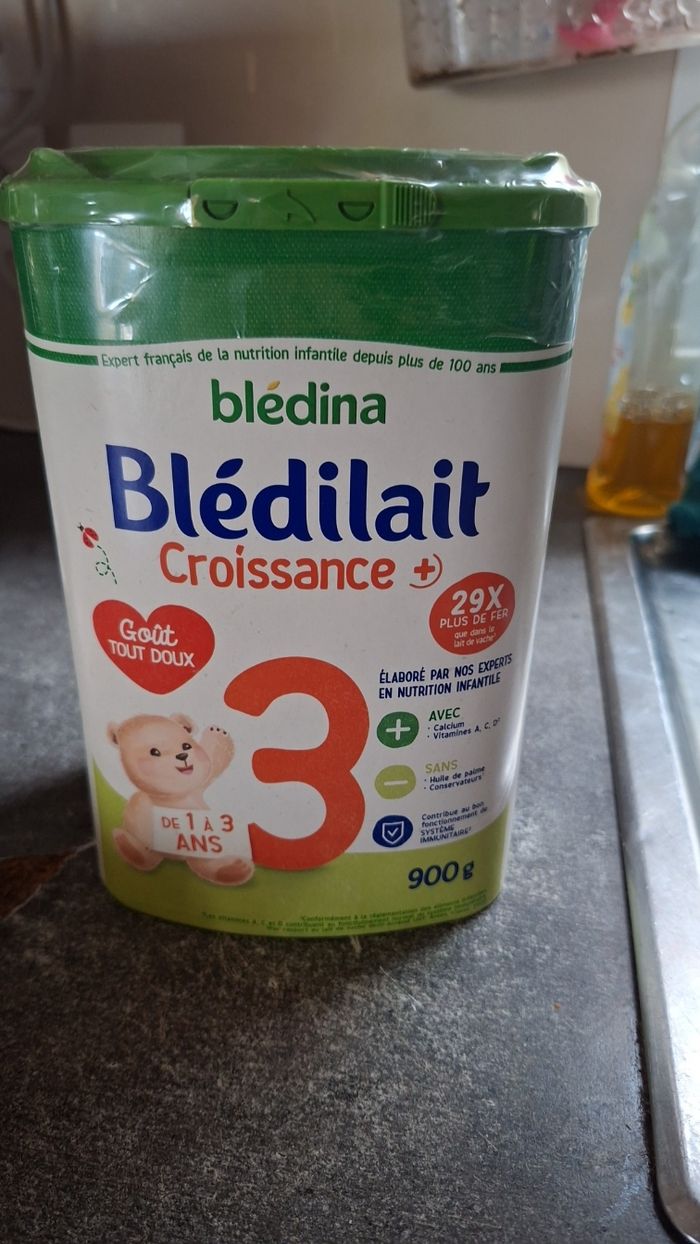 Expert français de la nutrition infantile depuis plus de 100 ans
blédina
Blédilait
Croissance +
29X
PLUS DE FER
que dans le
lait de vache
Goût
TOUT DOUX
3
ÉLABORÉ PAR NOS EXPERTS
EN NUTRITION INFANTILE
AVEC
· Calcium
· Vitamines A, C, D
SANS
· Huile de palme
· Conservateurs
Contribue au bon
fonctionnement du
SYSTÈME
IMMUNITAIRE
DE 1 À 3
ANS
900 g